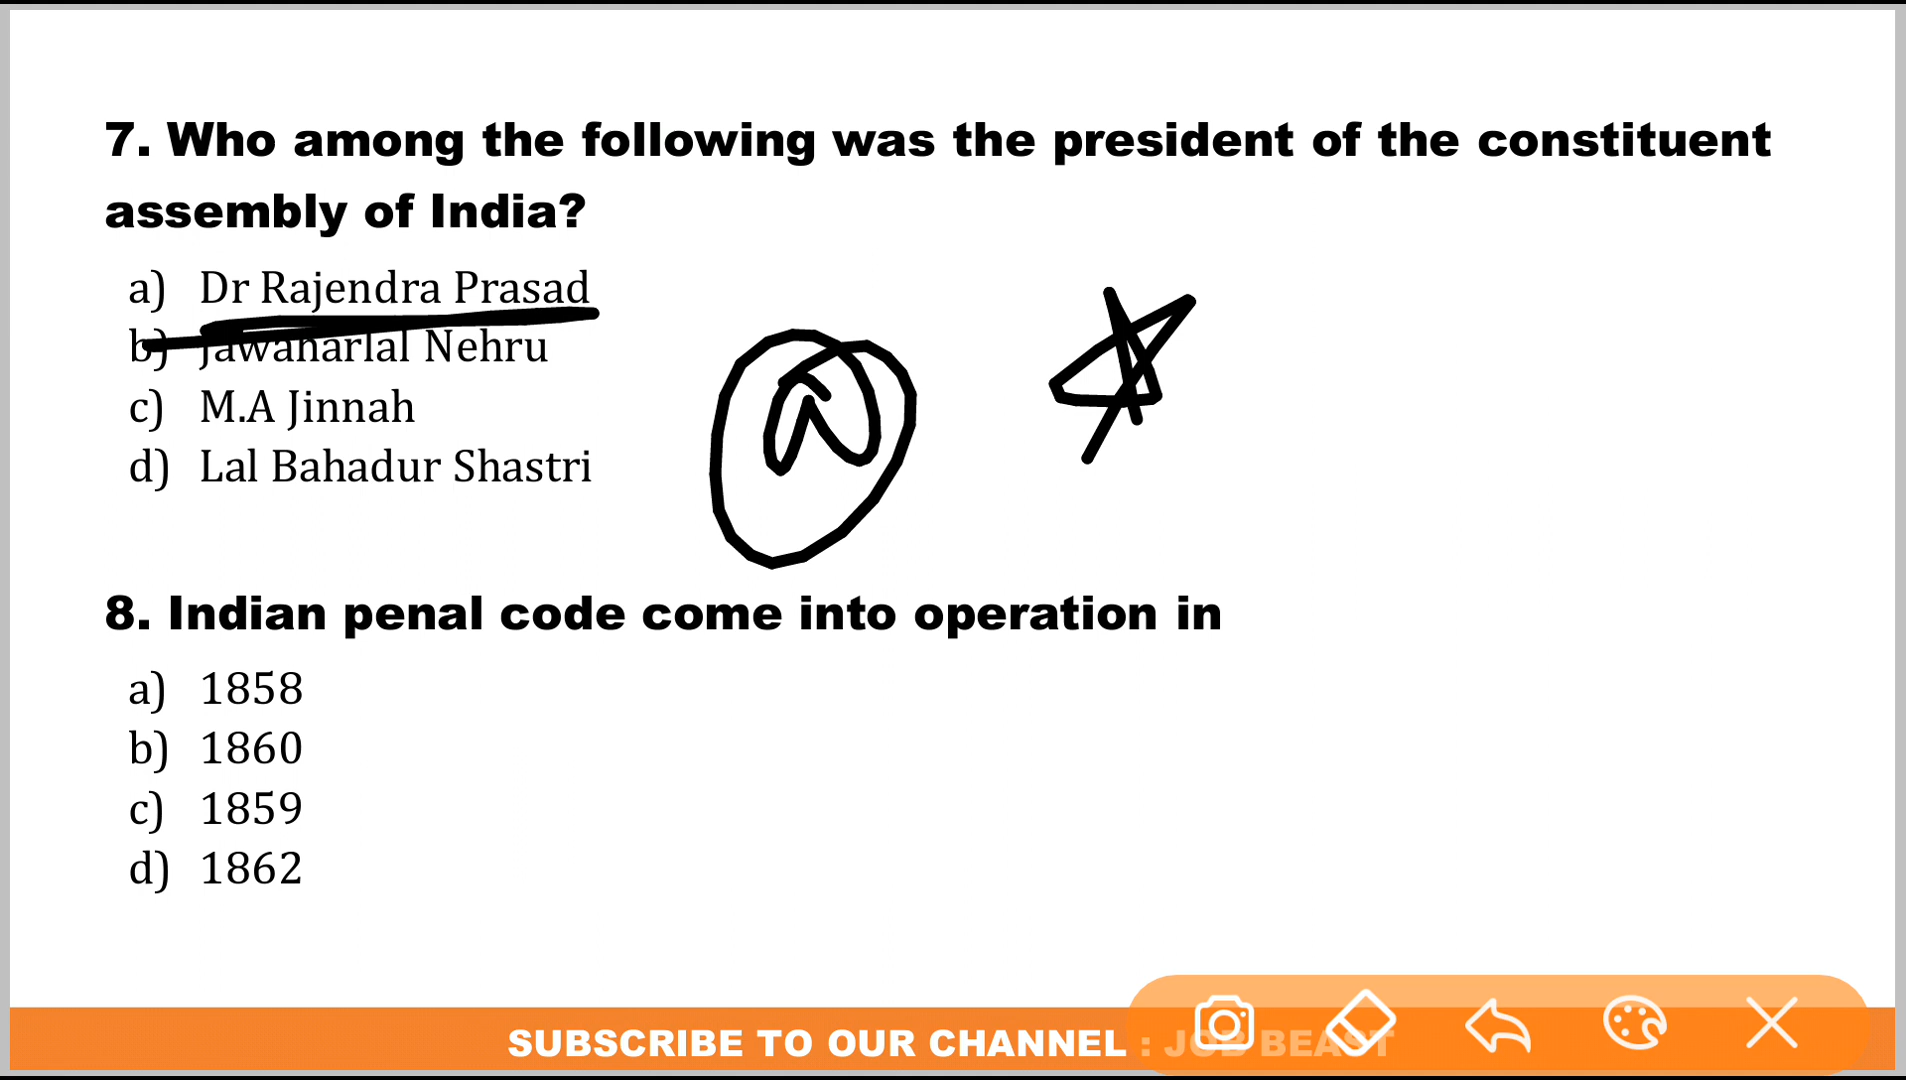 7. Who among the following was the president of the constituent
assembly of India?
a) Dr Rajendra Prasad
b) Jawaharlal Nehru
c) M.A Jinnah
d) Lal Bahadur Shastri
8. Indian penal code come into operation in
a) 1858
b) 1860
c) 1859
d) 1862
SUBSCRIBE TO OUR CHANNEL : JOB BEAST